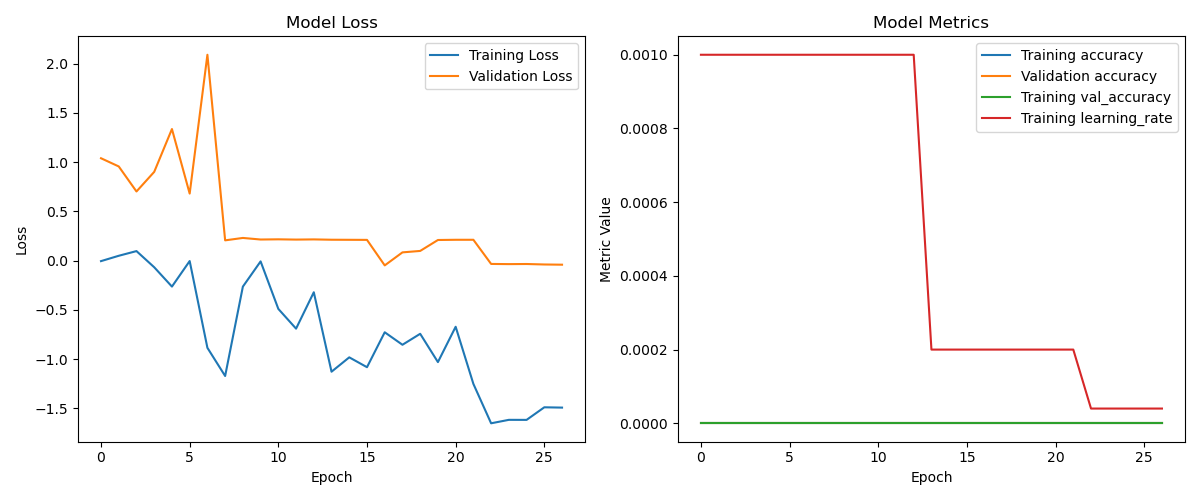 Model Loss
Training Loss
Validation Loss
2.0
1.5
1.0
0.5
0.0
−0.5
−1.0
−1.5
Loss
0 5 10 15 20 25
Epoch
Model Metrics
Training accuracy
Validation accuracy
Training val_accuracy
Training learning_rate
0.0010
0.0008
0.0006
0.0004
0.0002
0.0000
Metric Value
0 5 10 15 20 25
Epoch